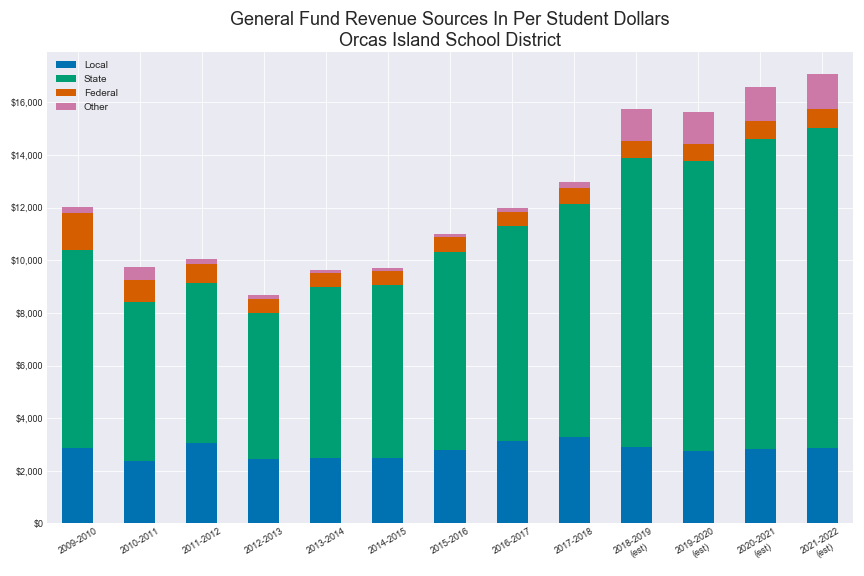 General Fund Revenue Sources In Per Student Dollars
Orcas Island School District
Local
State
Federal
Other
$16,000
$14,000
$12,000
$10,000
$8,000
$6,000
$4,000
$2,000
$0
2009-2010
2010-2011
2011-2012
2012-2013
2013-2014
2014-2015
2015-2016
2016-2017
2017-2018
2018-2019
(est)
2019-2020
(est)
2020-2021
(est)
2021-2022
(est)